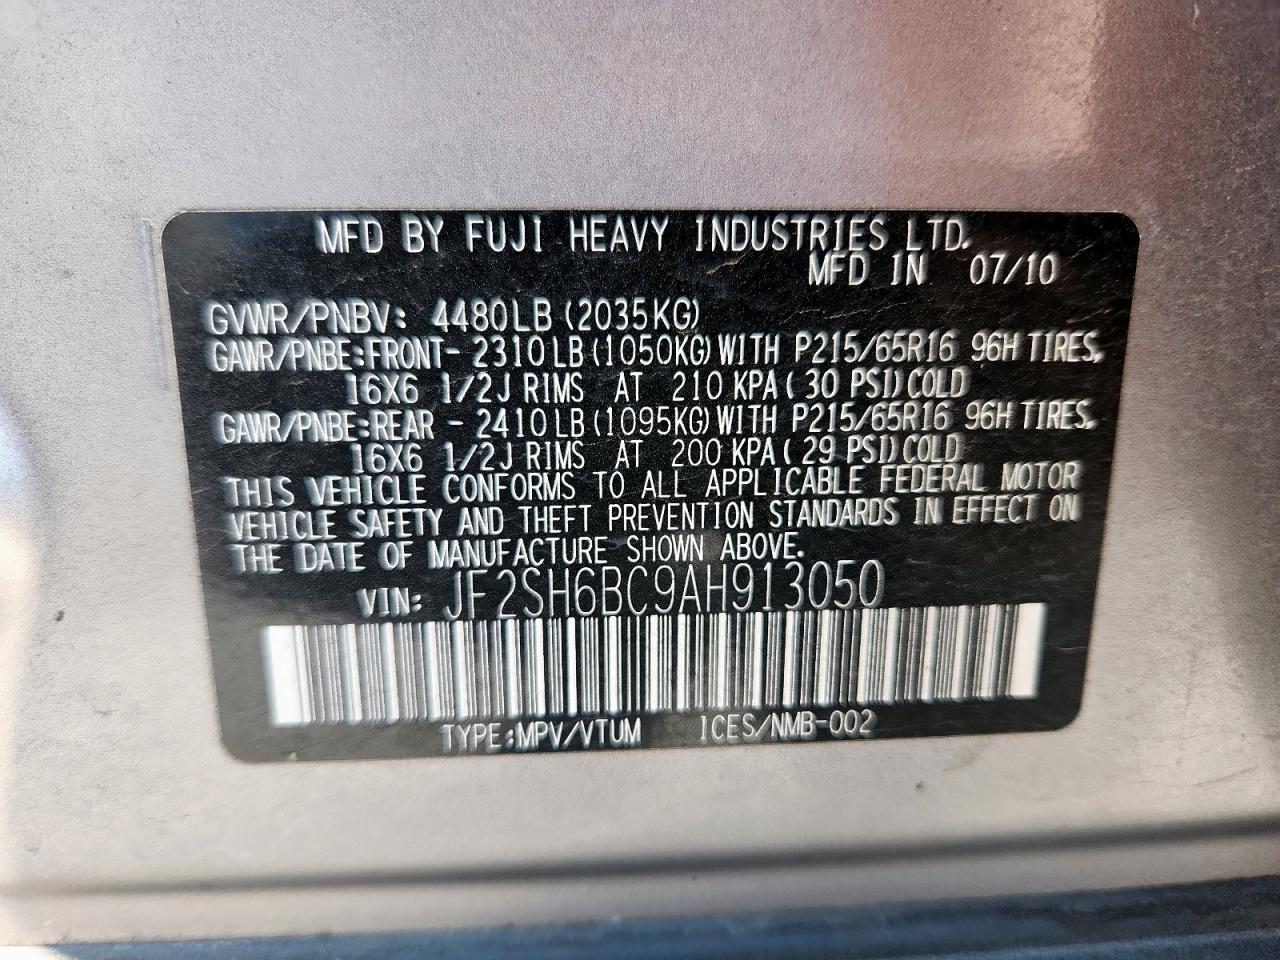 MFD BY FUJI HEAVY INDUSTRIES LTD.
MFD IN 07/10
GVWR/PNBV: 4480LB (2035KG)
GAWR/PNBE:FRONT- 2310LB (1050KG) WITH P215/65R16 96H TIRES,
16X6 1/2J RIMS AT 210 KPA ( 30 PSI) COLD
GAWR/PNBE:REAR - 2410LB (1095KG) WITH P215/65R16 96H TIRES,
16X6 1/2J RIMS AT 200 KPA ( 29 PSI) COLD
THIS VEHICLE CONFORMS TO ALL APPLICABLE FEDERAL MOTOR
VEHICLE SAFETY AND THEFT PREVENTION STANDARDS IN EFFECT ON
THE DATE OF MANUFACTURE SHOWN ABOVE.
VIN: JF2SH6BC9AH913050
TYPE:MPV/VTUM ICES/NMB-002